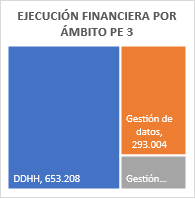 EJECUCIÓN FINANCIERA POR
ÁMBITO PE 3
Gestión de
datos,
293.004
DDHH, 653.208
Gestión...